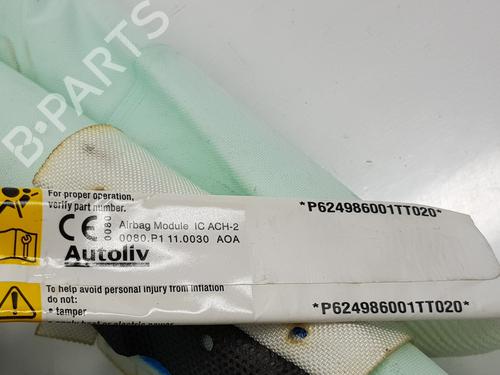 B-PARTS
For proper operation,
verify part number.
*P624986001TT020*
CE 0080
Airbag Module IC ACH-2
0080.P1 11.0030 AOA
Autoliv
To help avoid personal injury from inflation
do not:
• tamper
*P624986001TT020*